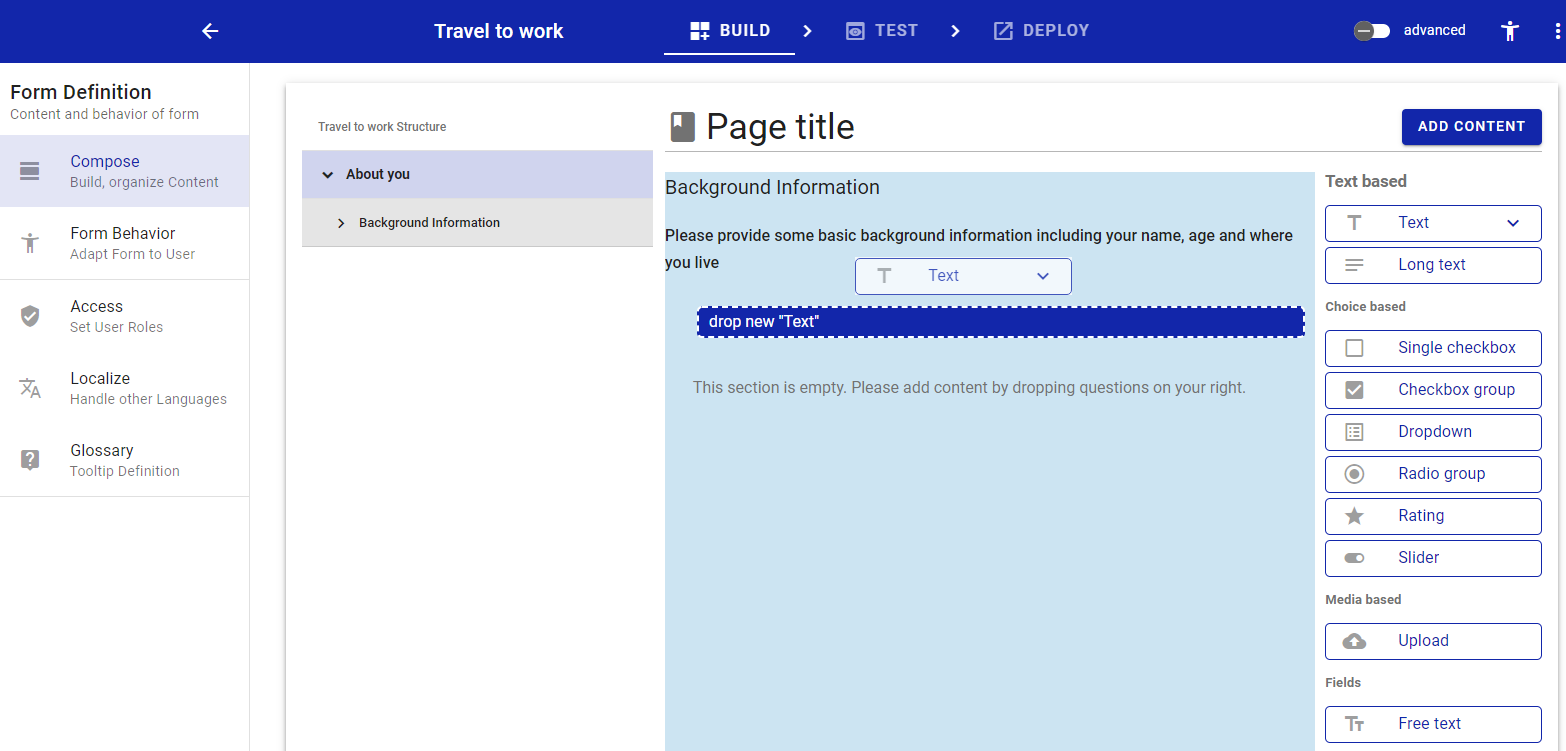 Travel to work
BUILD
TEST
DEPLOY
advanced
Form Definition
Content and behavior of form
Compose
Build, organize Content
Form Behavior
Adapt Form to User
Access
Set User Roles
Localize
Handle other Languages
Glossary
Tooltip Definition
Travel to work Structure
About you
Background Information
Page title
ADD CONTENT
Background Information
Please provide some basic background information including your name, age and where
you live
Text
drop new "Text"
This section is empty. Please add content by dropping questions on your right.
Text based
Text
Long text
Choice based
Single checkbox
Checkbox group
Dropdown
Radio group
Rating
Slider
Media based
Upload
Fields
Free text